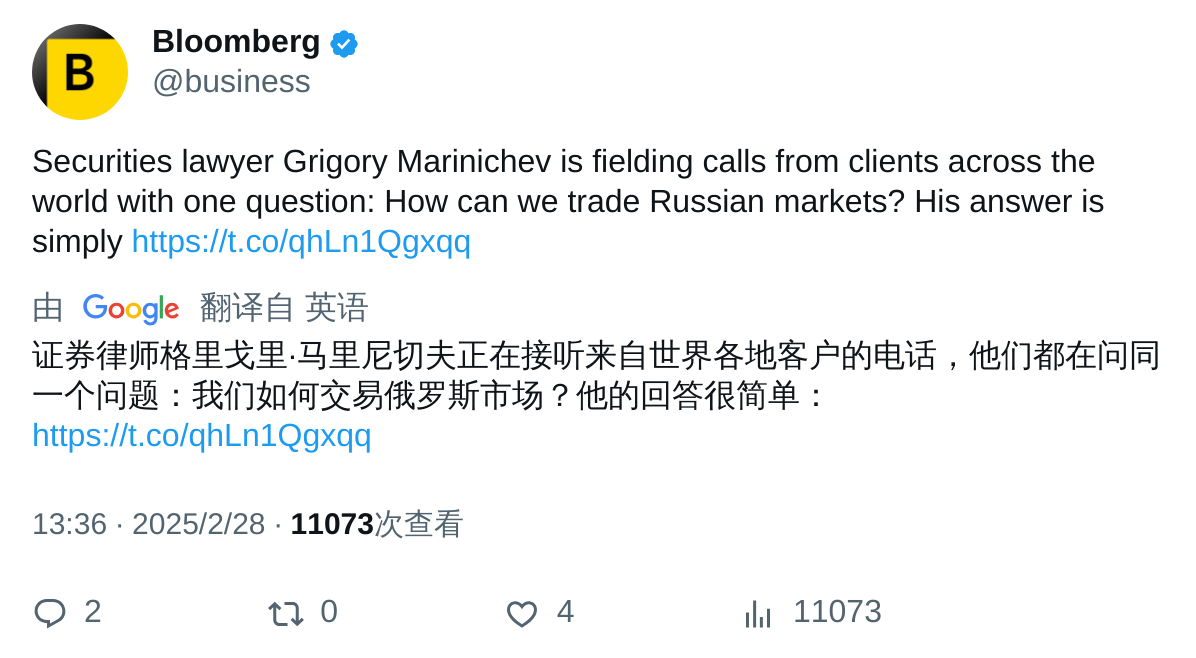 B
Bloomberg
@business
Securities lawyer Grigory Marinichev is fielding calls from clients across the
world with one question: How can we trade Russian markets? His answer is
simply https://t.co/qhLn1Qgxqq
由 Google 翻译自 英语
证券律师格里戈里·马里尼切夫正在接听来自世界各地客户的电话，他们都在问同
一个问题：我们如何交易俄罗斯市场？他的回答很简单：
https://t.co/qhLn1Qgxqq
13:36 · 2025/2/28 · 11073次查看
2 0 4 11073